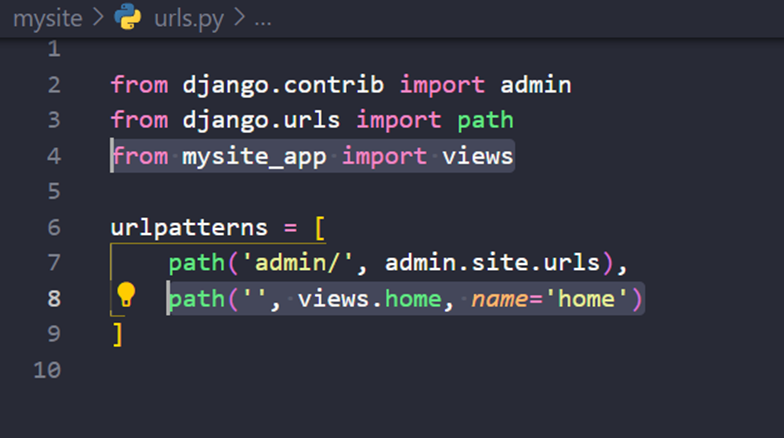 mysite > urls.py > ...
1
2 from django.contrib import admin
3 from django.urls import path
4 from mysite_app import views
5
6 urlpatterns = [
7     path('admin/', admin.site.urls),
8     path('', views.home, name='home')
9 ]
10